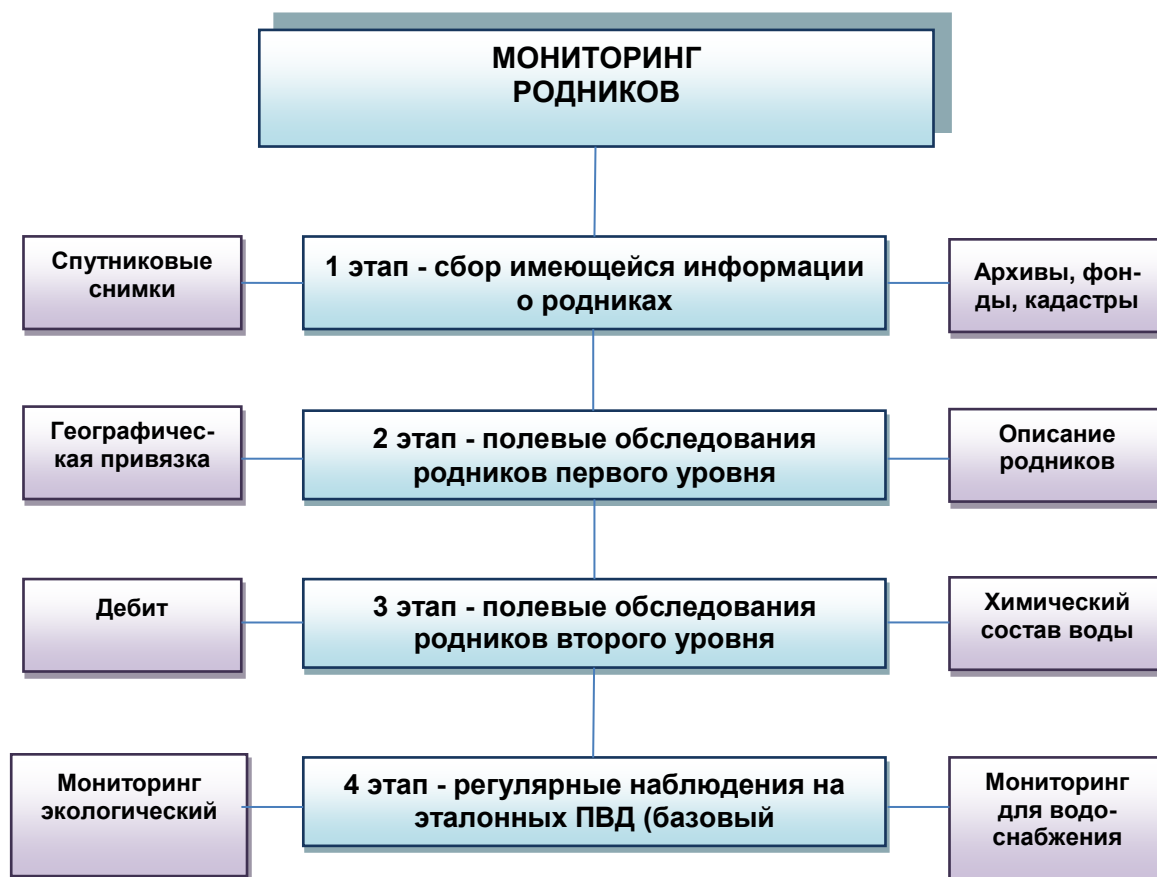 МОНИТОРИНГ
РОДНИКОВ
Спутниковые
снимки
1 этап - сбор имеющейся информации
о родниках
Архивы, фон-
ды, кадастры
Географичес-
кая привязка
2 этап - полевые обследования
родников первого уровня
Описание
родников
Дебит
3 этап - полевые обследования
родников второго уровня
Химический
состав воды
Мониторинг
экологический
4 этап - регулярные наблюдения на
эталонных ПВД (базовый
Мониторинг
для водо-
снабжения